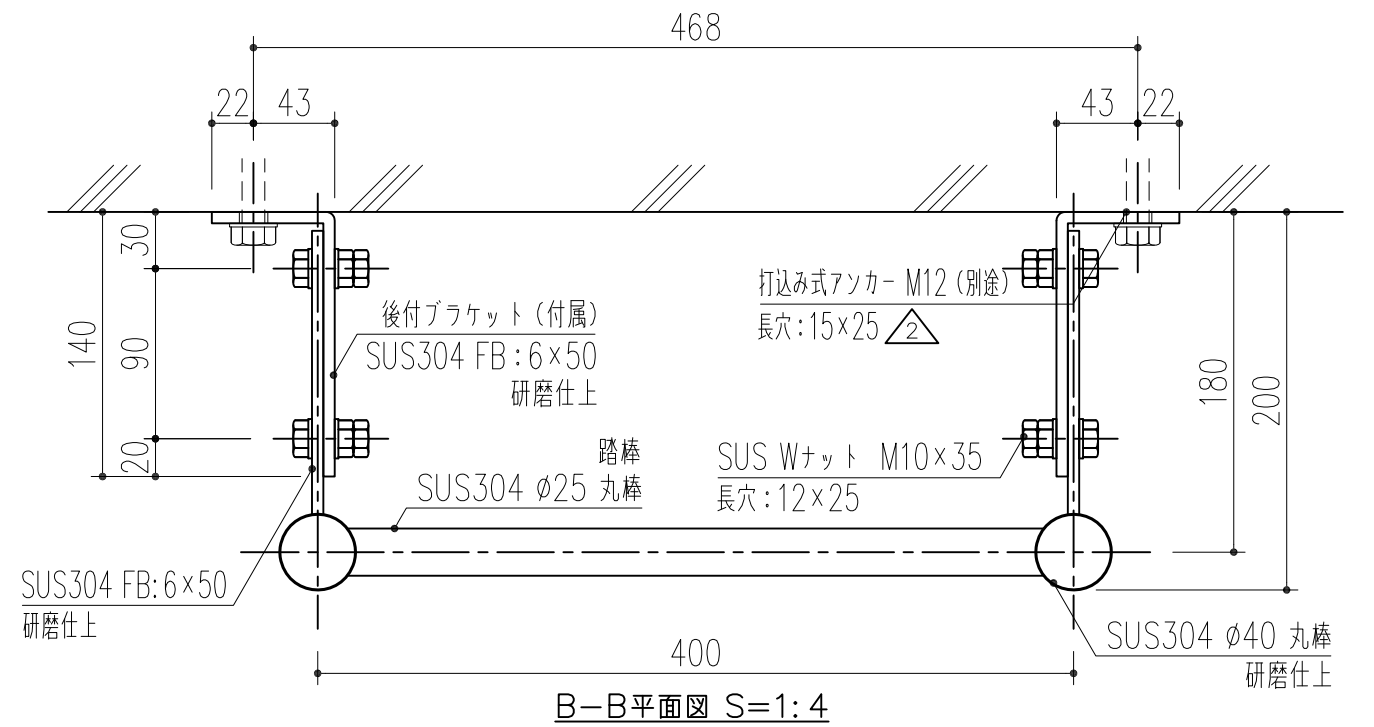 468
22
43
43
22
30
140
90
20
後付ブラケット(付属)
SUS304 FB:6×50
研磨仕上
打込み式アンカー M12(別途)
長穴:15×25
2
180
200
踏棒
SUS304 ø25 丸棒
SUS Wナット M10×35
長穴:12×25
SUS304 FB:6×50
研磨仕上
SUS304 ø40 丸棒
研磨仕上
400
B-B平面図 S=1:4